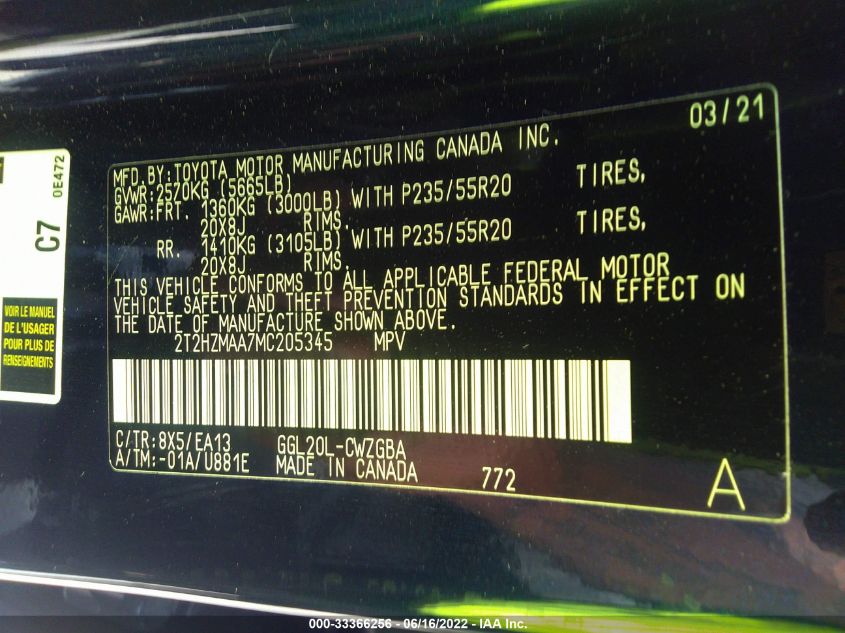 03/21
MFD.BY:TOYOTA MOTOR MANUFACTURING CANADA INC.
GVWR:2570KG (5665LB)
GAWR:FRT. 1360KG (3000LB) WITH P235/55R20 TIRES,
20X8J RIMS.
RR. 1410KG (3105LB) WITH P235/55R20 TIRES,
20X8J RIMS.
THIS VEHICLE CONFORMS TO ALL APPLICABLE FEDERAL MOTOR
VEHICLE SAFETY AND THEFT PREVENTION STANDARDS IN EFFECT ON
THE DATE OF MANUFACTURE SHOWN ABOVE.
2T2HZMAA7MC205345 MPV
C/TR:8X5/EA13 GGL20L-CWZGBA
A/TM:-01A/U881E MADE IN CANADA 772 A
0E472
C7
VOIR LE MANUEL
DE L'USAGER
POUR PLUS DE
RENSEIGNEMENTS
000-33366256 - 06/16/2022 - IAA Inc.